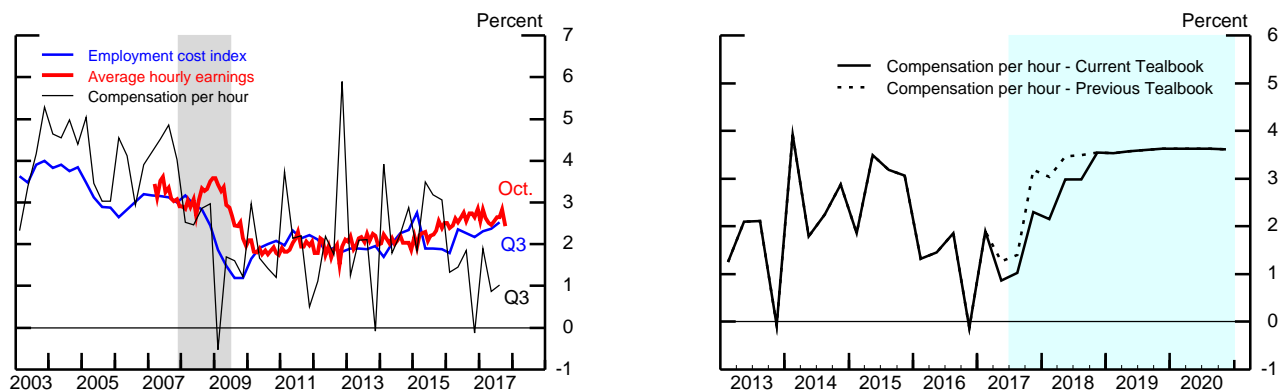 Percent
7
6
5
4
3
2
1
0
-1
Employment cost index
Average hourly earnings
Compensation per hour
Oct.
Q3
Q3
2003 2005 2007 2009 2011 2013 2015 2017
Percent
7
6
5
4
3
2
1
0
-1
Compensation per hour - Current Tealbook
Compensation per hour - Previous Tealbook
2013 2014 2015 2016 2017 2018 2019 2020